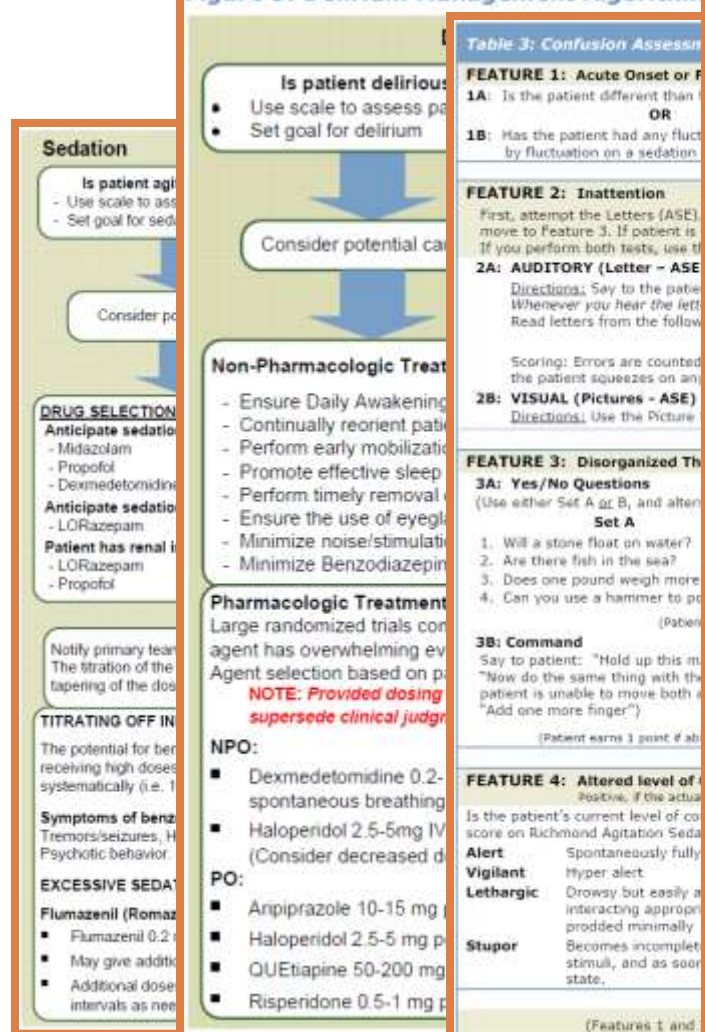 Sedation
Is patient agi
- Use scale to ass
- Set goal for seda
Consider po
DRUG SELECTION
Anticipate sedatio
- Midazolam
- Propofol
- Dexmedetomidine
Anticipate sedatio
- LORazepam
Patient has renal i
- LORazepam
- Propofol
Notify primary tean
The titration of the
tapering of the dos
TITRATING OFF IN
The potential for ben
receiving high doses
systematically (i.e. 1
Symptoms of benz
Tremors/seizures, H
Psychotic behavior.
EXCESSIVE SEDAT
Flumazenil (Romaz
▪ Flumazenil 0.2
▪ May give additio
▪ Additional dose
intervals as nee
Is patient delirious
• Use scale to assess pa
• Set goal for delirium
Consider potential cau
Non-Pharmacologic Treat
- Ensure Daily Awakening
- Continually reorient patie
- Perform early mobilizatio
- Promote effective sleep
- Perform timely removal
- Ensure the use of eyegla
- Minimize noise/stimulati
- Minimize Benzodiazepin
Pharmacologic Treatment
Large randomized trials com
agent has overwhelming ev
Agent selection based on pa
NOTE: Provided dosing
supersede clinical judgr
NPO:
▪ Dexmedetomidine 0.2-
spontaneous breathing
▪ Haloperidol 2.5-5mg IV
(Consider decreased d
PO:
▪ Aripiprazole 10-15 mg
▪ Haloperidol 2.5-5 mg p
▪ QUEtiapine 50-200 mg
▪ Risperidone 0.5-1 mg p
Table 3: Confusion Assessm
FEATURE 1: Acute Onset or F
1A: Is the patient different than
OR
1B: Has the patient had any fluct
by fluctuation on a sedation
FEATURE 2: Inattention
First, attempt the Letters (ASE).
move to Feature 3. If patient is
If you perform both tests, use th
2A: AUDITORY (Letter – ASE
Directions: Say to the patie
Whenever you hear the lett
Read letters from the follow
Scoring: Errors are counted
the patient squeezes on any
2B: VISUAL (Pictures - ASE)
Directions: Use the Picture
FEATURE 3: Disorganized Th
3A: Yes/No Questions
(Use either Set A or B, and altern
Set A
1. Will a stone float on water?
2. Are there fish in the sea?
3. Does one pound weigh more
4. Can you use a hammer to po
(Patien
3B: Command
Say to patient: "Hold up this ma
"Now do the same thing with the
patient is unable to move both a
"Add one more finger")
(Patient earns 1 point if abl
FEATURE 4: Altered level of
Positive, if the actua
Is the patient's current level of co
score on Richmond Agitation Seda
Alert Spontaneously fully
Vigilant Hyper alert
Lethargic Drowsy but easily a
interacting appropri
prodded minimally
Stupor Becomes incomplet
stimuli, and as soon
state.
(Features 1 and